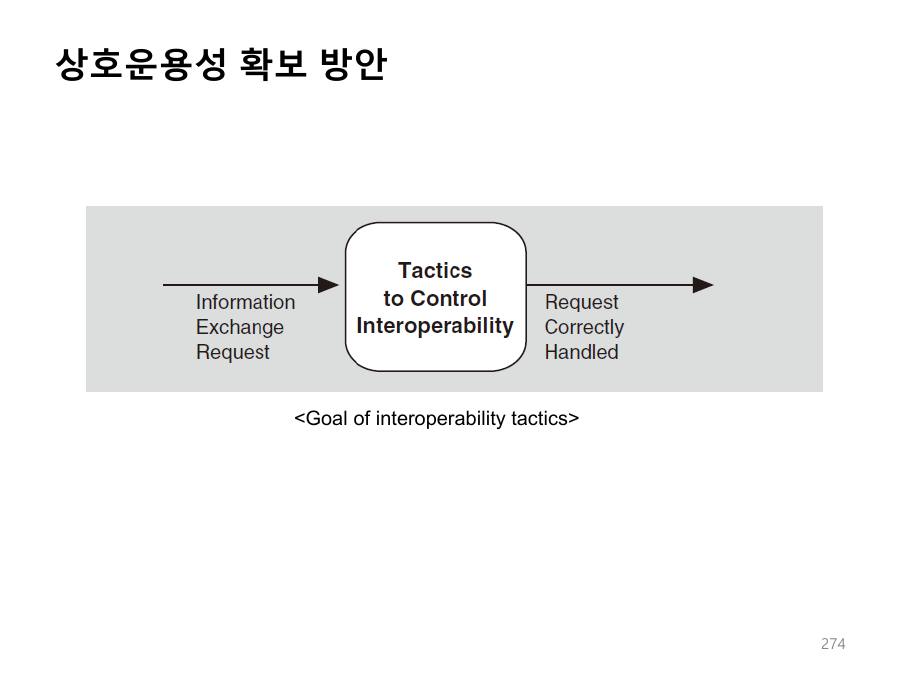 상호운용성 확보 방안
Information
Exchange
Request
Tactics
to Control
Interoperability
Request
Correctly
Handled
<Goal of interoperability tactics>
274